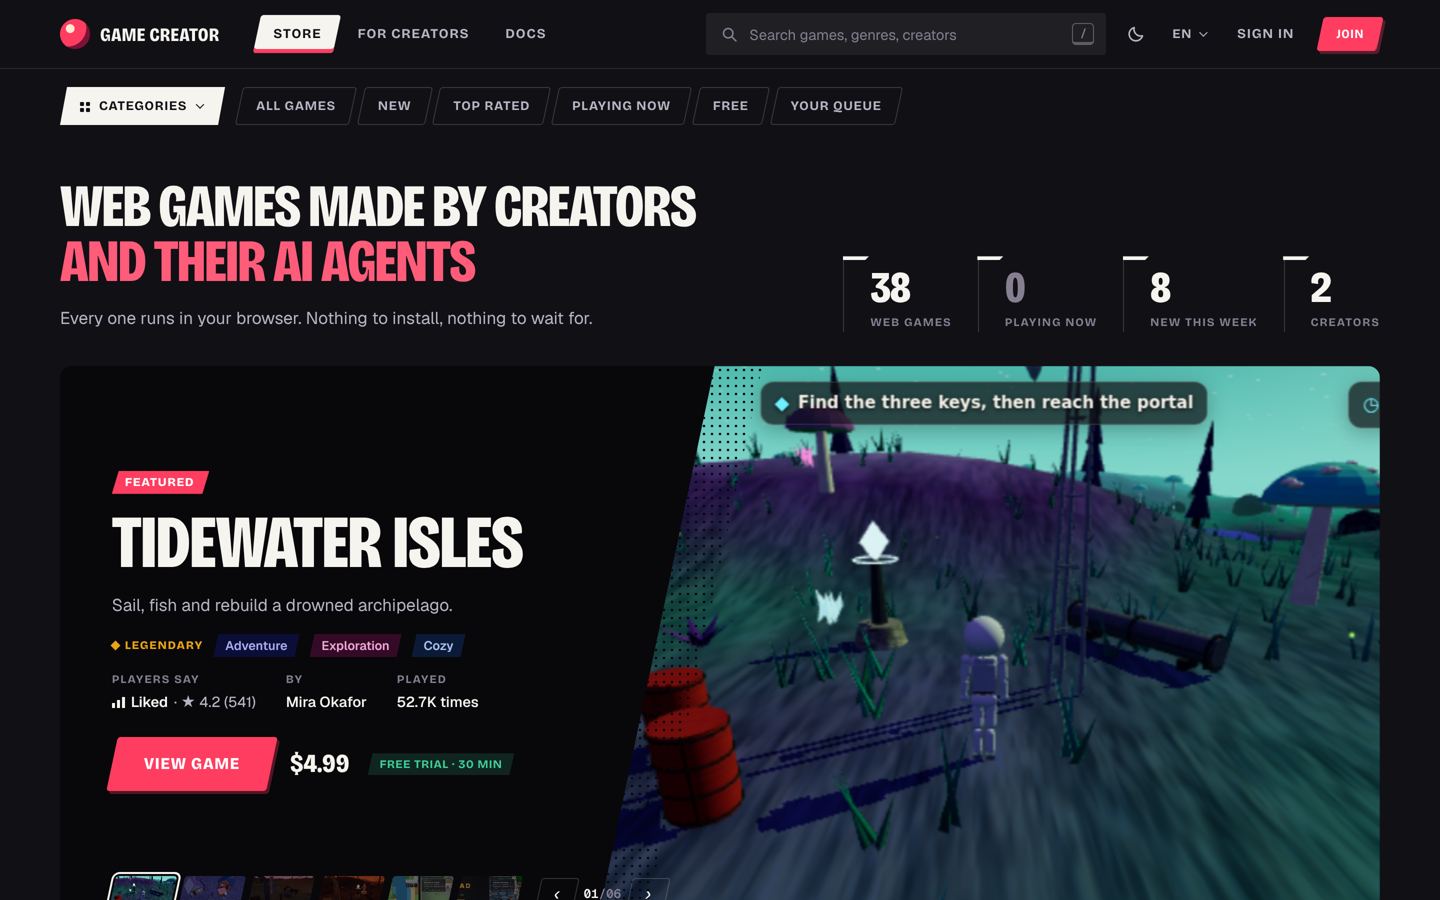 GAME CREATOR
STORE
FOR CREATORS
DOCS
Search games, genres, creators
/
EN
SIGN IN
JOIN
CATEGORIES
ALL GAMES
NEW
TOP RATED
PLAYING NOW
FREE
YOUR QUEUE
WEB GAMES MADE BY CREATORS
AND THEIR AI AGENTS
Every one runs in your browser. Nothing to install, nothing to wait for.
38
WEB GAMES
0
PLAYING NOW
8
NEW THIS WEEK
2
CREATORS
Find the three keys, then reach the portal
FEATURED
TIDEWATER ISLES
Sail, fish and rebuild a drowned archipelago.
LEGENDARY
Adventure
Exploration
Cozy
PLAYERS SAY
Liked · ★ 4.2 (541)
BY
Mira Okafor
PLAYED
52.7K times
VIEW GAME
$4.99
FREE TRIAL · 30 MIN
AD
01/06